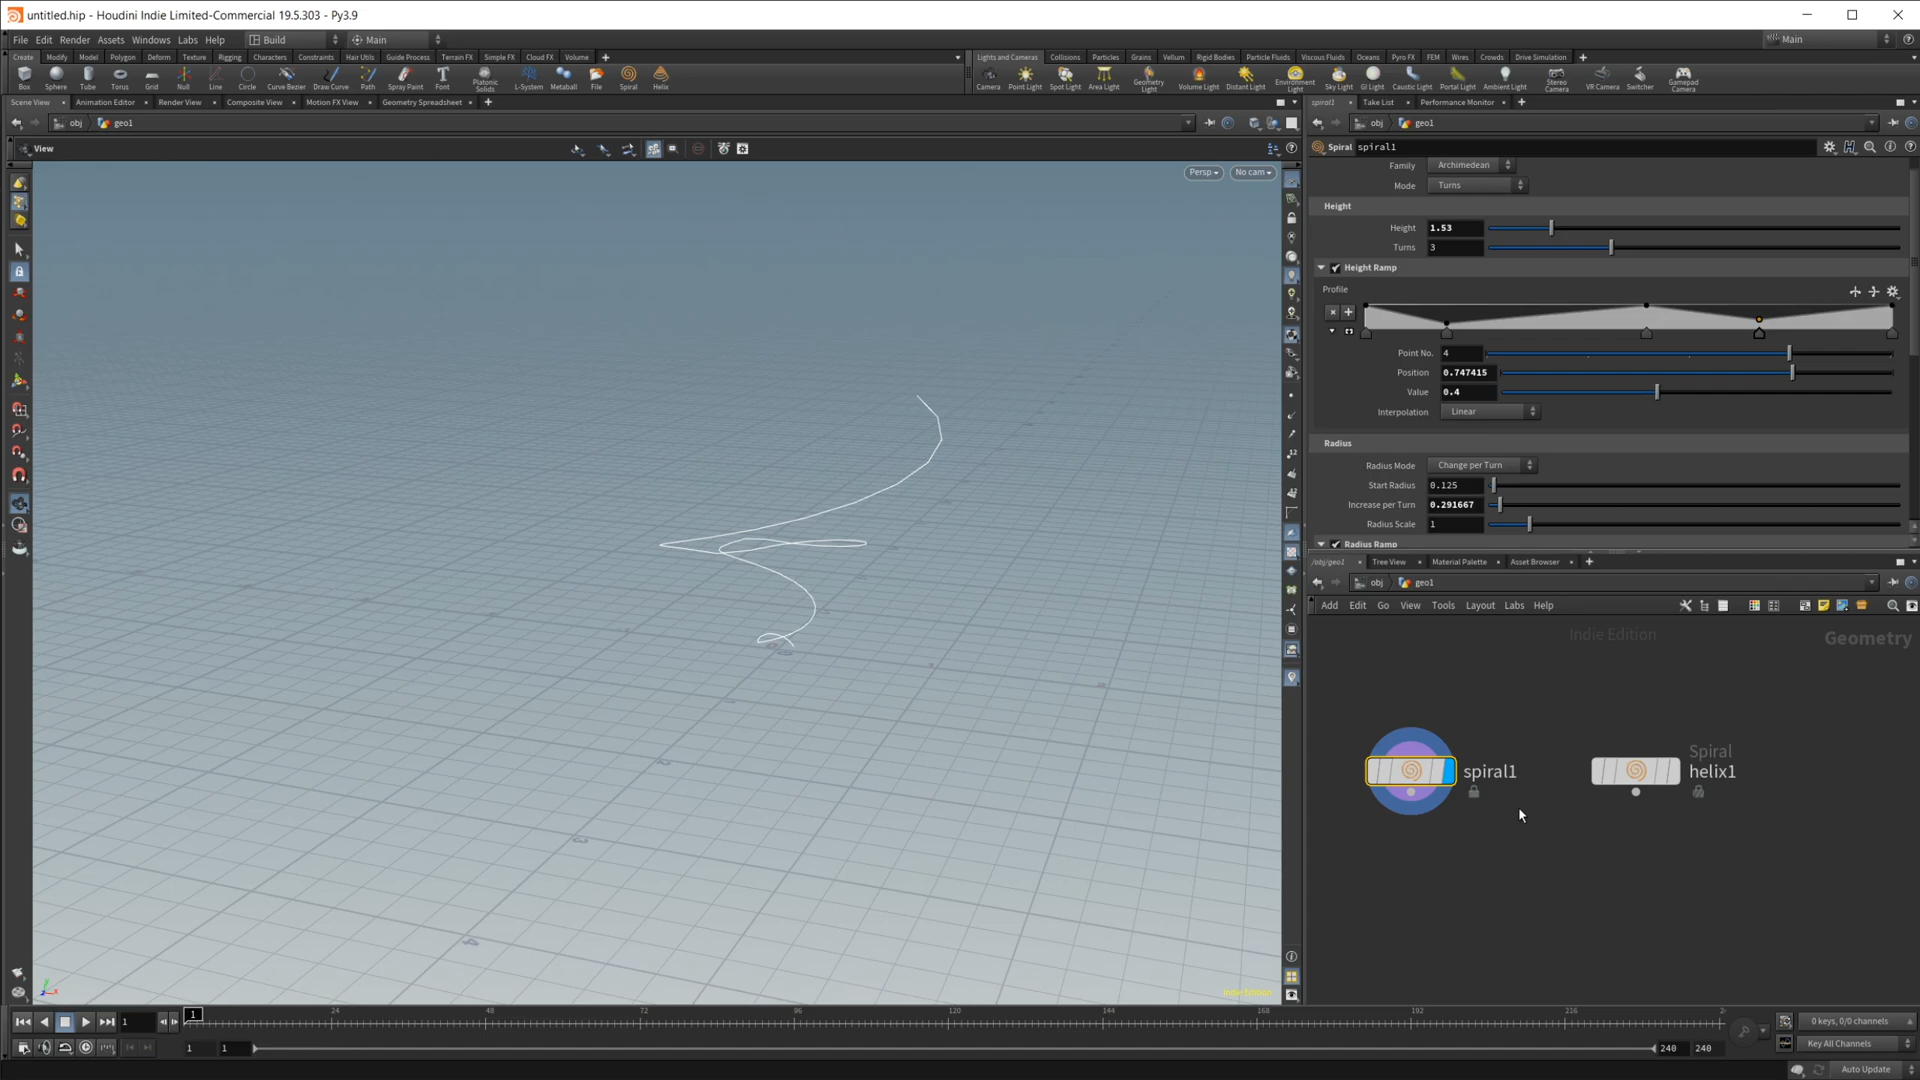 untitled.hip - Houdini Indie Limited-Commercial 19.5.303 - Py3.9
File Edit Render Assets Windows Labs Help Build Main Main
Create Modify Model Polygon Deform Texture Rigging Characters Constraints Hair Utils Guide Process Terrain FX Simple FX Cloud FX Volume
Lights and Cameras Collisions Particles Grains Vellum Rigid Bodies Particle Fluids Viscous Fluids Oceans Pyro FX FEM Wires Crowds Drive Simulation
Box Sphere Tube Torus Grid Null Line Circle Curve Bezier Draw Curve Path Spray Paint Font Platonic Solids L-System Metaball File Spiral Helix
Camera Point Light Spot Light Area Light Geometry Light Volume Light Distant Light Environment Light Sky Light GI Light Caustic Light Portal Light Ambient Light Stereo Camera VR Camera Switcher Gamepad Camera
Scene View Animation Editor Render View Composite View Motion FX View Geometry Spreadsheet
spiral1 Take List Performance Monitor
obj geo1
obj geo1
View
Persp No cam
Spiral spiral1
Family Archimedean
Mode Turns
Height
Height 1.53
Turns 3
Height Ramp
Profile
Point No. 4
Position 0.747415
Value 0.4
Interpolation Linear
Radius
Radius Mode Change per Turn
Start Radius 0.125
Increase per Turn 0.291667
Radius Scale 1
Radius Ramp
/obj/geo1 Tree View Material Palette Asset Browser
obj geo1
Add Edit Go View Tools Layout Labs Help
Indie Edition
Geometry
spiral1
Spiral
helix1
Indie Edition
1
1 24 48 72 96 120 144 168 192 216 2
0 keys, 0/0 channels
1 1 240 240
Key All Channels
Auto Update